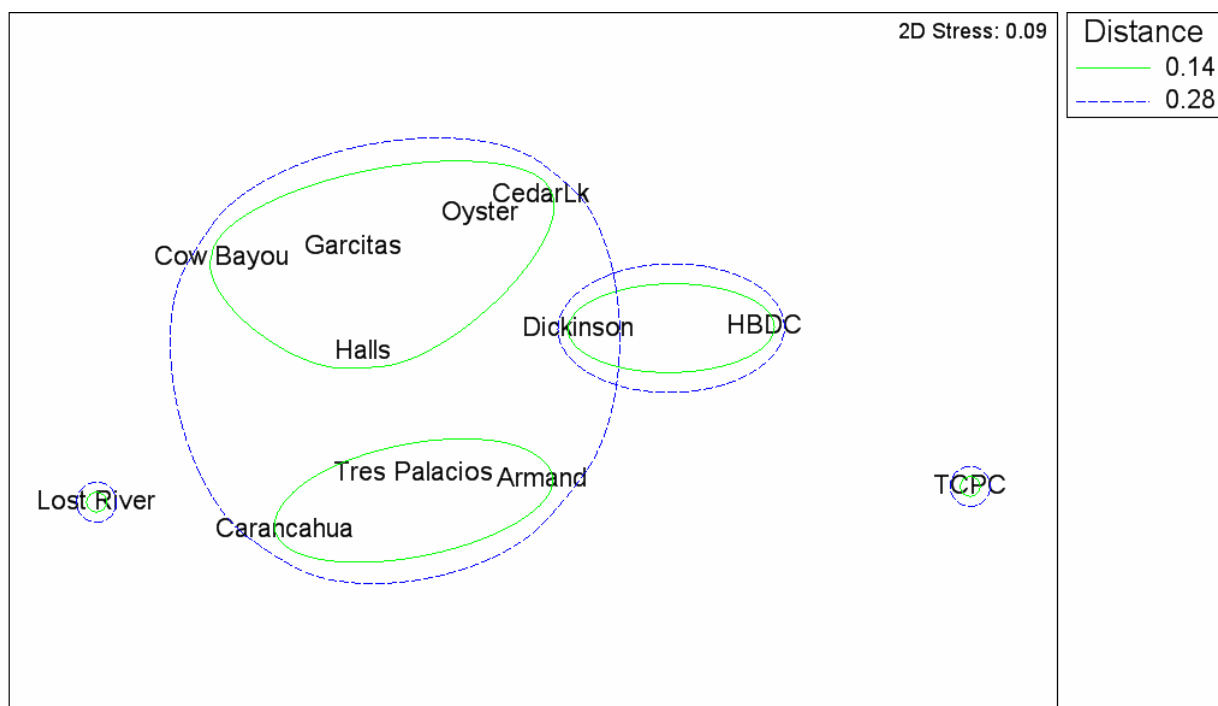 2D Stress: 0.09
Distance
0.14
0.28
CedarLk
Oyster
Garcitas
Cow Bayou
Dickinson
HBDC
Halls
Tres Palacios
Armand
Lost River
TCPC
Carancahua